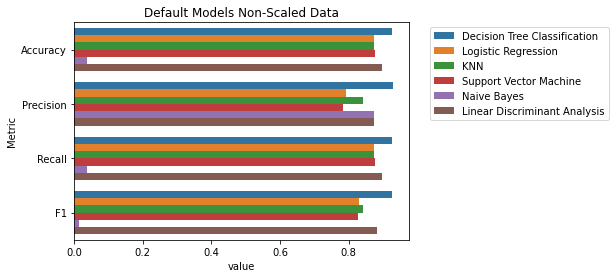 Default Models Non-Scaled Data
Metric
Accuracy
Precision
Recall
F1
0.0 0.2 0.4 0.6 0.8
value
Decision Tree Classification
Logistic Regression
KNN
Support Vector Machine
Naive Bayes
Linear Discriminant Analysis